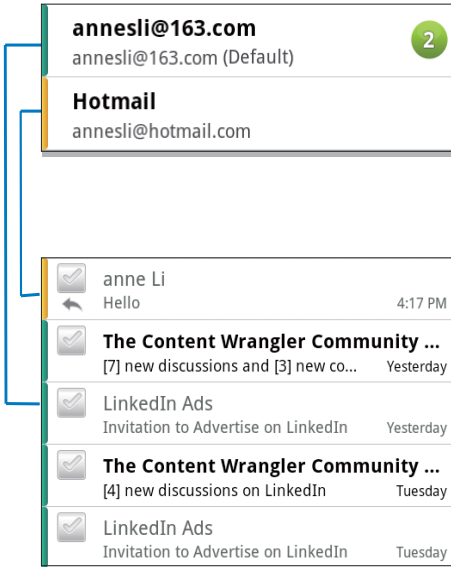 annesli@163.com
annesli@163.com (Default)
2
Hotmail
annesli@hotmail.com
anne Li
Hello 4:17 PM
The Content Wrangler Community ...
[7] new discussions and [3] new co... Yesterday
LinkedIn Ads
Invitation to Advertise on LinkedIn Yesterday
The Content Wrangler Community ...
[4] new discussions on LinkedIn Tuesday
LinkedIn Ads
Invitation to Advertise on LinkedIn Tuesday